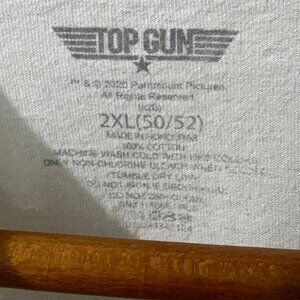 TOP GUN
™ & © 2020 Paramount Pictures.
All Rights Reserved.
(s20)
2XL(50/52)
MADE IN HONDURAS
100% COTTON
MACHINE WASH COLD WITH LIKE COLORS
ONLY NON-CHLORINE BLEACH WHEN NEEDED
TUMBLE DRY LOW
DO NOT IRON IF DECORATED
DO NOT DRY CLEAN